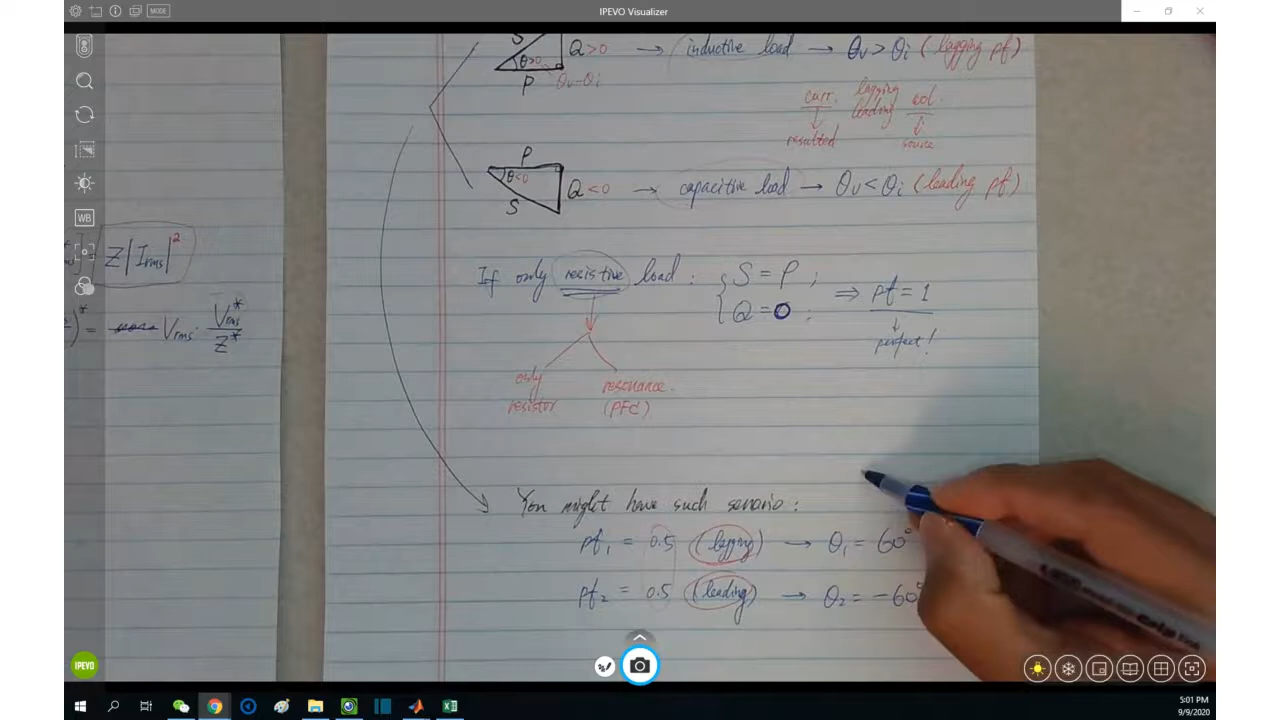 IPEVO Visualizer
MODE
S Q>0 → inductive load → θv > θi (lagging pf)
θ>0
P θv-θi
curr. lagging vol.
leading
resulted source
P
θ<0 Q<0 → capacitive load → θv < θi (leading pf)
S
WB
Z|Irms|²
If only resistive load : { S = P ;
Q = 0 ; ⇒ pf = 1
)* = Vrms · Vrms* / Z*
perfect!
only resonance.
resistor (PFC)
You might have such senario :
pf₁ = 0.5 (lagging) → θ₁ = 60°
pf₂ = 0.5 (leading) → θ₂ = -60°
IPEVO
5:01 PM
9/9/2020